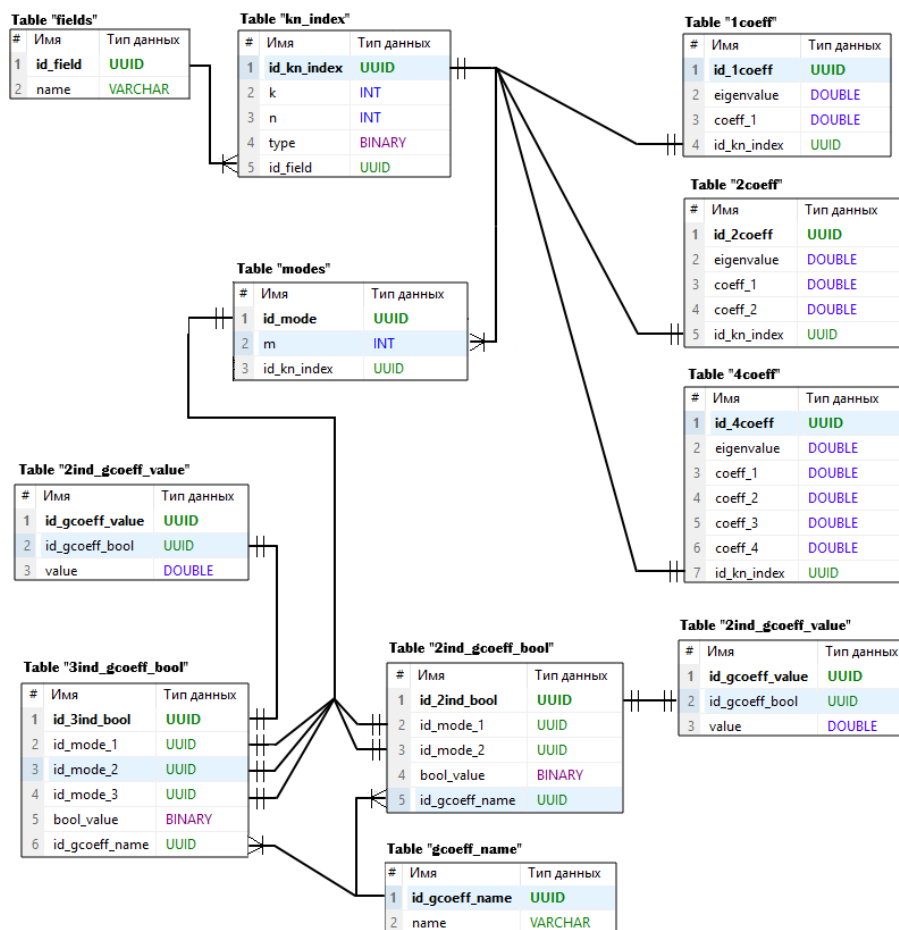 Table "fields"
# Имя Тип данных
1 id_field UUID
2 name VARCHAR
Table "kn_index"
# Имя Тип данных
1 id_kn_index UUID
2 k INT
3 n INT
4 type BINARY
5 id_field UUID
Table "1coeff"
# Имя Тип данных
1 id_1coeff UUID
2 eigenvalue DOUBLE
3 coeff_1 DOUBLE
4 id_kn_index UUID
Table "2coeff"
# Имя Тип данных
1 id_2coeff UUID
2 eigenvalue DOUBLE
3 coeff_1 DOUBLE
4 coeff_2 DOUBLE
5 id_kn_index UUID
Table "modes"
# Имя Тип данных
1 id_mode UUID
2 m INT
3 id_kn_index UUID
Table "4coeff"
# Имя Тип данных
1 id_4coeff UUID
2 eigenvalue DOUBLE
3 coeff_1 DOUBLE
4 coeff_2 DOUBLE
5 coeff_3 DOUBLE
6 coeff_4 DOUBLE
7 id_kn_index UUID
Table "2ind_gcoeff_value"
# Имя Тип данных
1 id_gcoeff_value UUID
2 id_gcoeff_bool UUID
3 value DOUBLE
Table "3ind_gcoeff_bool"
# Имя Тип данных
1 id_3ind_bool UUID
2 id_mode_1 UUID
3 id_mode_2 UUID
4 id_mode_3 UUID
5 bool_value BINARY
6 id_gcoeff_name UUID
Table "2ind_gcoeff_bool"
# Имя Тип данных
1 id_2ind_bool UUID
2 id_mode_1 UUID
3 id_mode_2 UUID
4 bool_value BINARY
5 id_gcoeff_name UUID
Table "2ind_gcoeff_value"
# Имя Тип данных
1 id_gcoeff_value UUID
2 id_gcoeff_bool UUID
3 value DOUBLE
Table "gcoeff_name"
# Имя Тип данных
1 id_gcoeff_name UUID
2 name VARCHAR